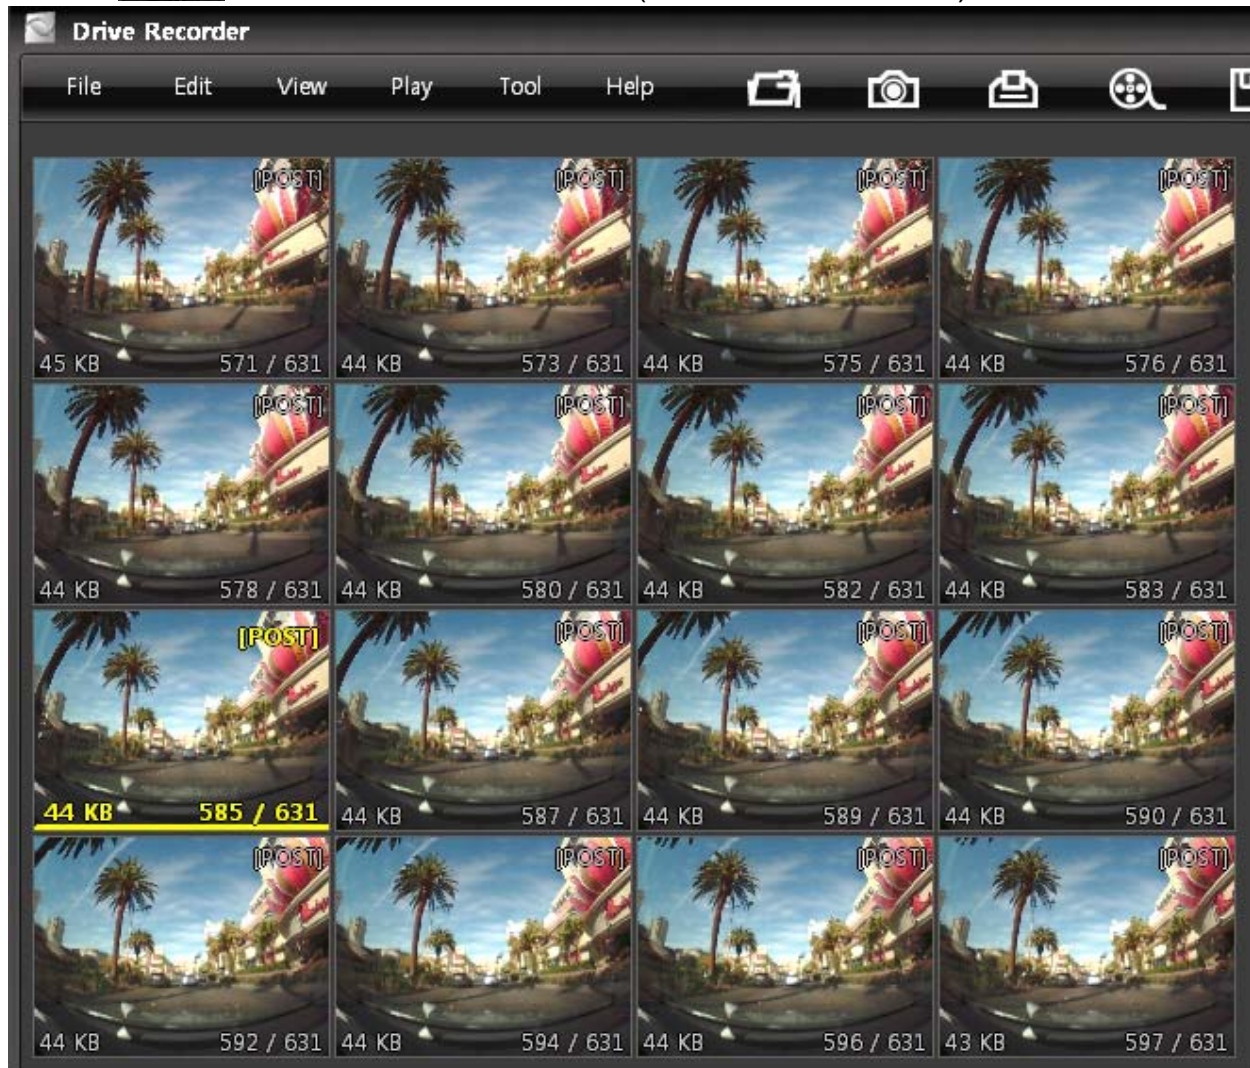 Drive Recorder
File Edit View Play Tool Help
[POST] [POST] [POST] [POST]
45 KB 571 / 631 44 KB 573 / 631 44 KB 575 / 631 44 KB 576 / 631
[POST] [POST] [POST] [POST]
44 KB 578 / 631 44 KB 580 / 631 44 KB 582 / 631 44 KB 583 / 631
[POST] [POST] [POST] [POST]
44 KB 585 / 631 44 KB 587 / 631 44 KB 589 / 631 44 KB 590 / 631
[POST] [POST] [POST] [POST]
44 KB 592 / 631 44 KB 594 / 631 44 KB 596 / 631 43 KB 597 / 631